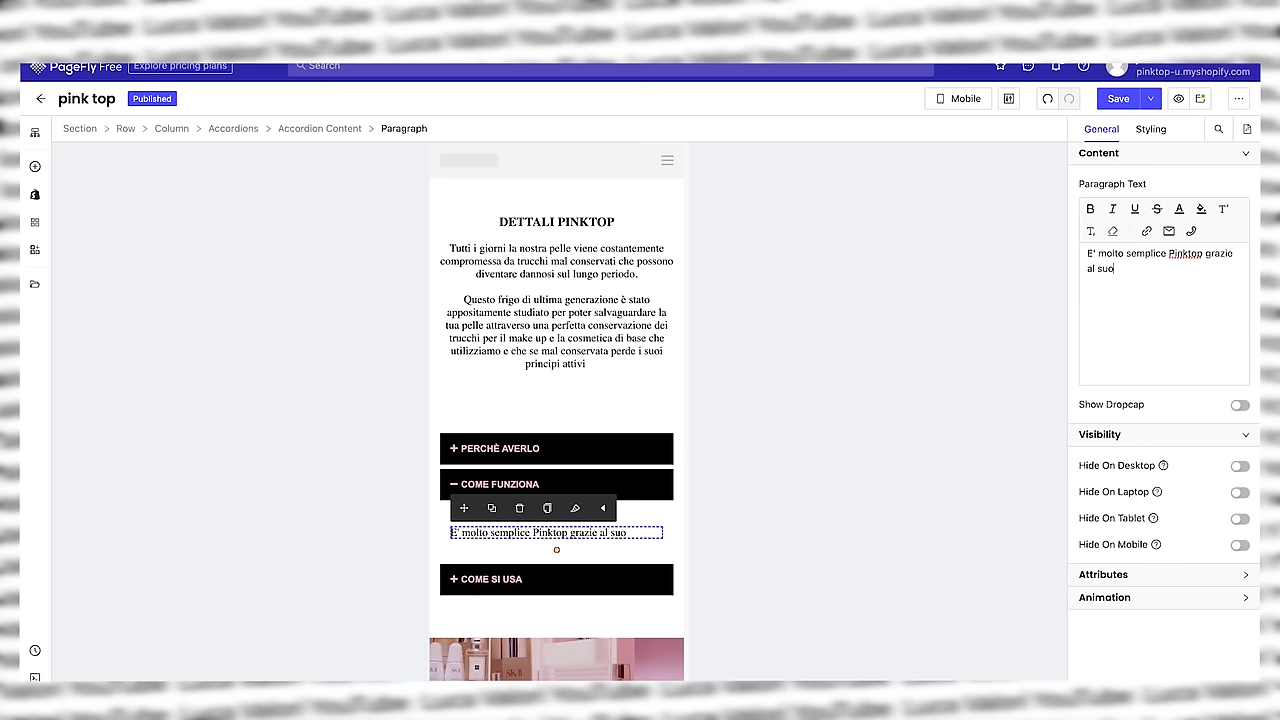 PageFly Free
Explore pricing plans
Search
pinktop-u.myshopify.com
pink top
Published
Mobile
Save
Section > Row > Column > Accordions > Accordion Content > Paragraph
General
Styling
Content
Paragraph Text
B I U S A
E' molto semplice Pinktop grazie
al suo
Show Dropcap
Visibility
Hide On Desktop
Hide On Laptop
Hide On Tablet
Hide On Mobile
Attributes
Animation
DETTALI PINKTOP
Tutti i giorni la nostra pelle viene costantemente
compromessa da trucchi mal conservati che possono
diventare dannosi sul lungo periodo.
Questo frigo di ultima generazione è stato
appositamente studiato per poter salvaguardare la
tua pelle attraverso una perfetta conservazione dei
trucchi per il make up e la cosmetica di base che
utilizziamo e che se mal conservata perde i suoi
principi attivi
+ PERCHÈ AVERLO
− COME FUNZIONA
E' molto semplice Pinktop grazie al suo
+ COME SI USA
SK-II